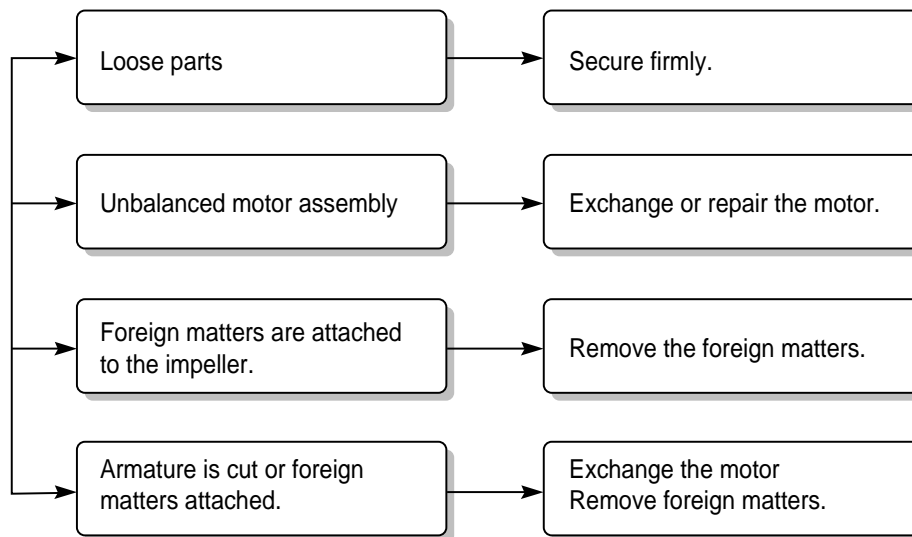 Loose parts
Secure firmly.
Unbalanced motor assembly
Exchange or repair the motor.
Foreign matters are attached
to the impeller.
Remove the foreign matters.
Armature is cut or foreign
matters attached.
Exchange the motor
Remove foreign matters.